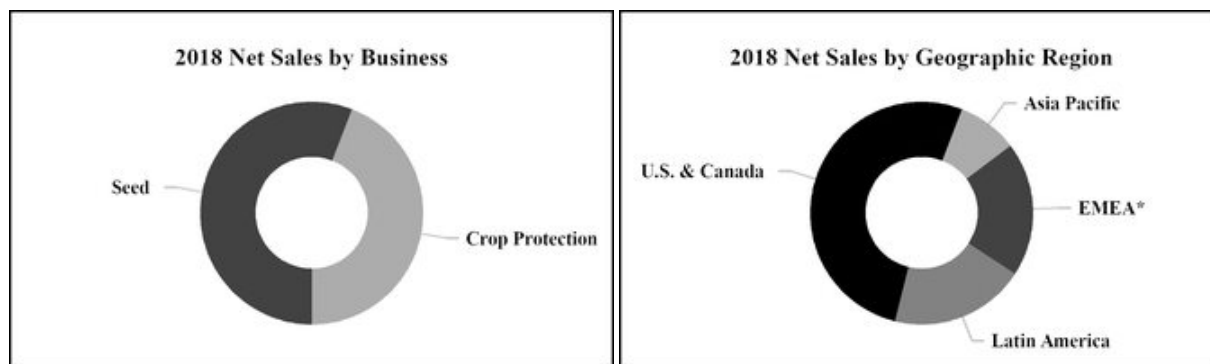 2018 Net Sales by Business
Seed
Crop Protection
2018 Net Sales by Geographic Region
Asia Pacific
U.S. & Canada
EMEA*
Latin America